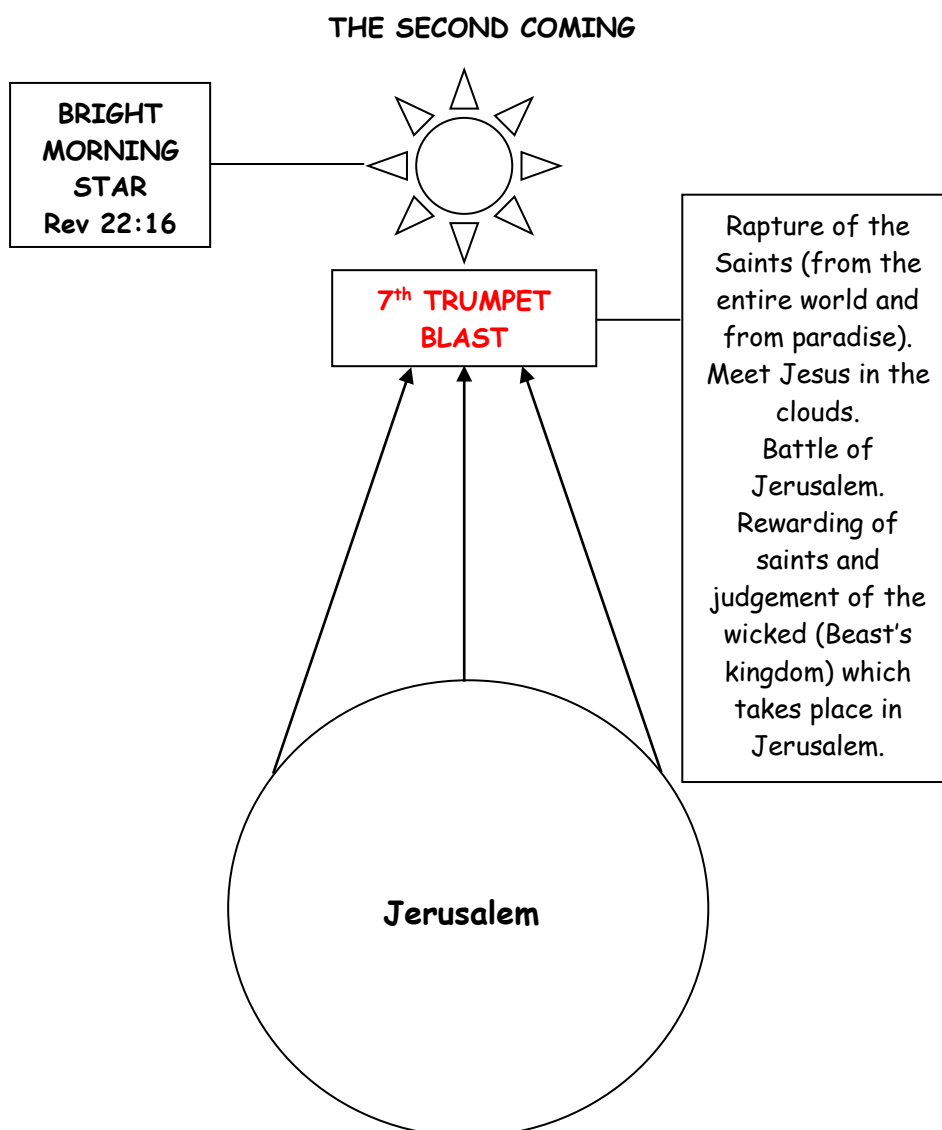 THE SECOND COMING
BRIGHT
MORNING
STAR
Rev 22:16
7th TRUMPET
BLAST
Rapture of the
Saints (from the
entire world and
from paradise).
Meet Jesus in the
clouds.
Battle of
Jerusalem.
Rewarding of
saints and
judgement of the
wicked (Beast's
kingdom) which
takes place in
Jerusalem.
Jerusalem